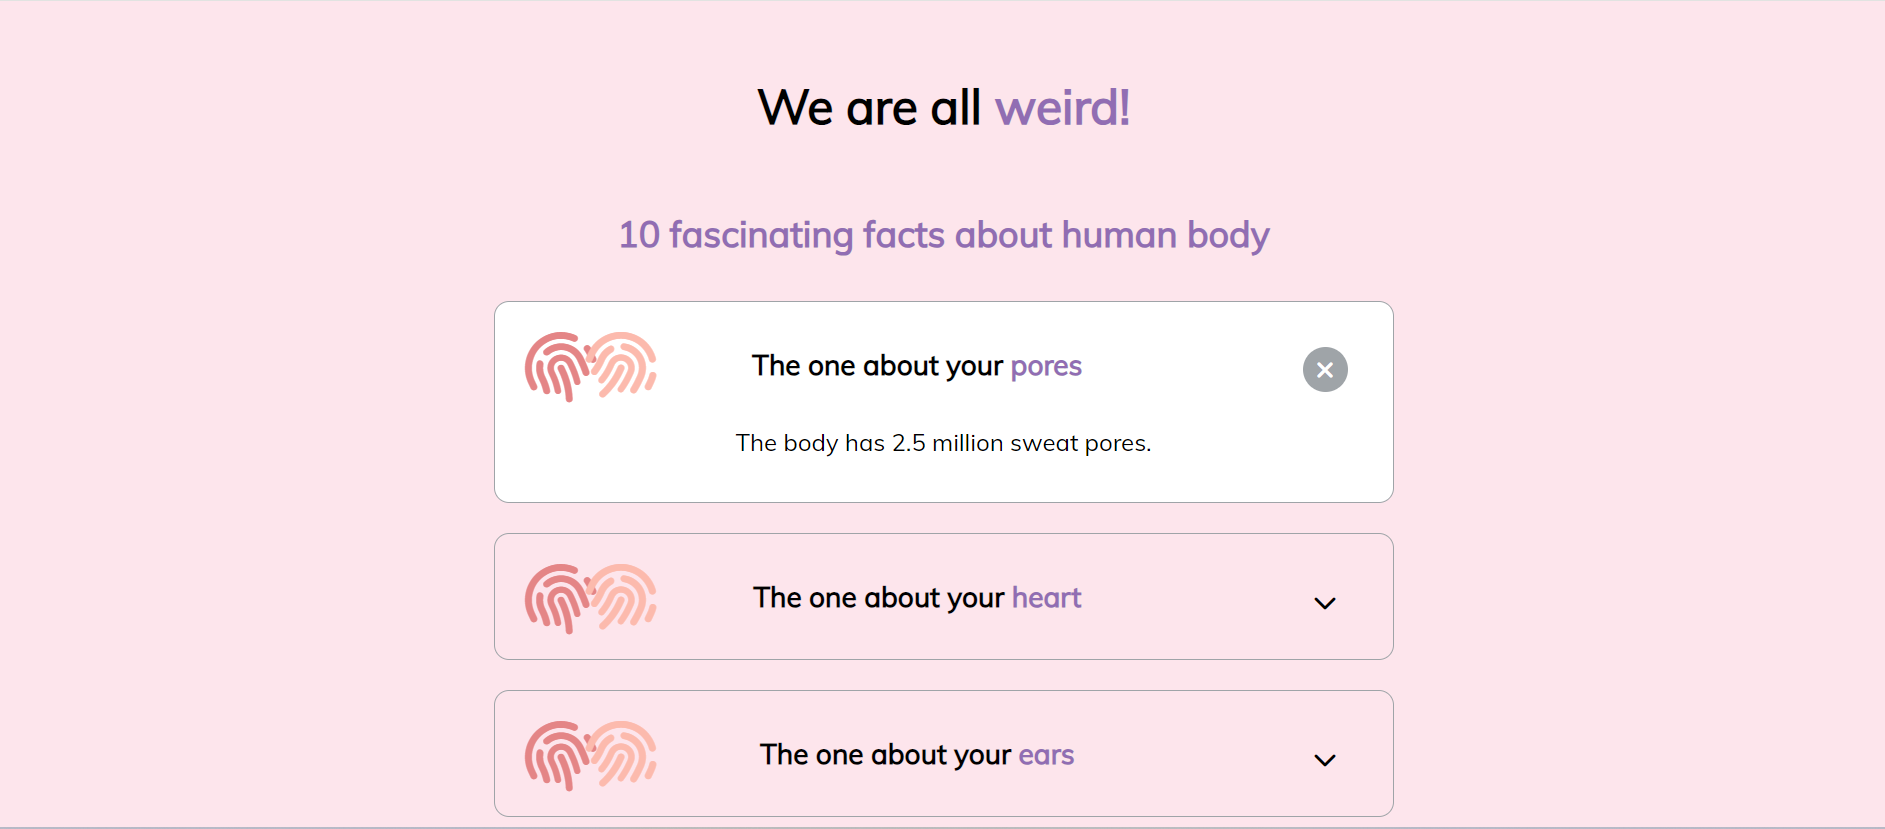 We are all weird!
10 fascinating facts about human body
The one about your pores
The body has 2.5 million sweat pores.
The one about your heart
The one about your ears